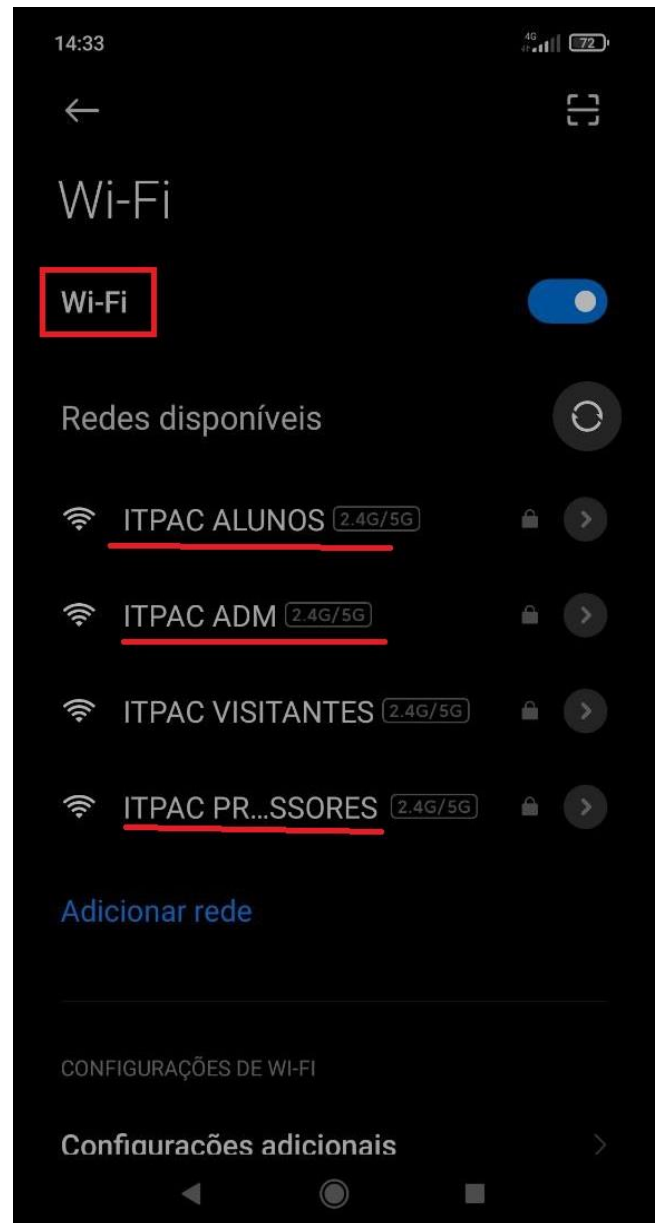 14:33 4G 72
Wi-Fi
Wi-Fi
Redes disponíveis
ITPAC ALUNOS 2.4G/5G
ITPAC ADM 2.4G/5G
ITPAC VISITANTES 2.4G/5G
ITPAC PR...SSORES 2.4G/5G
Adicionar rede
CONFIGURAÇÕES DE WI-FI
Configurações adicionais